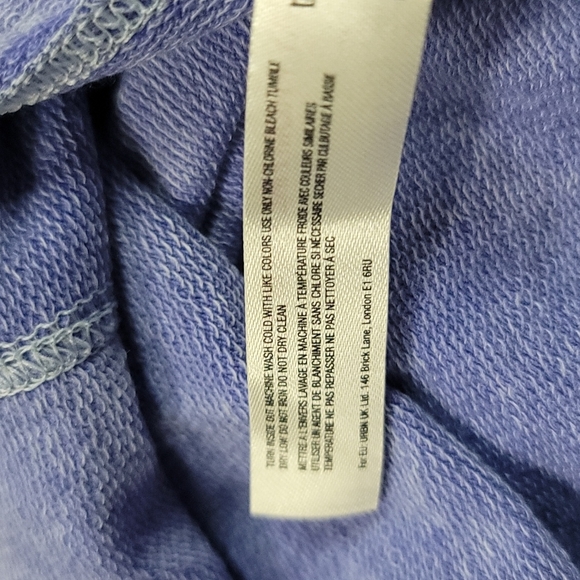 TURN INSIDE OUT MACHINE WASH COLD WITH LIKE COLORS USE ONLY NON-CHLORINE BLEACH TUMBLE
DRY LOW DO NOT IRON DO NOT DRY CLEAN
METTRE À L'ENVERS LAVAGE EN MACHINE À TEMPÉRATURE FROIDE AVEC COULEURS SIMILAIRES
UTILISER UN AGENT DE BLANCHIMENT SANS CHLORE SI NÉCESSAIRE SECHER PAR CULBUTAGE À BASSE
TEMPÉRATURE NE PAS REPASSER NE PAS NETTOYER À SEC
For EU: URBN UK Ltd. 146 Brick Lane, London E1 6RU